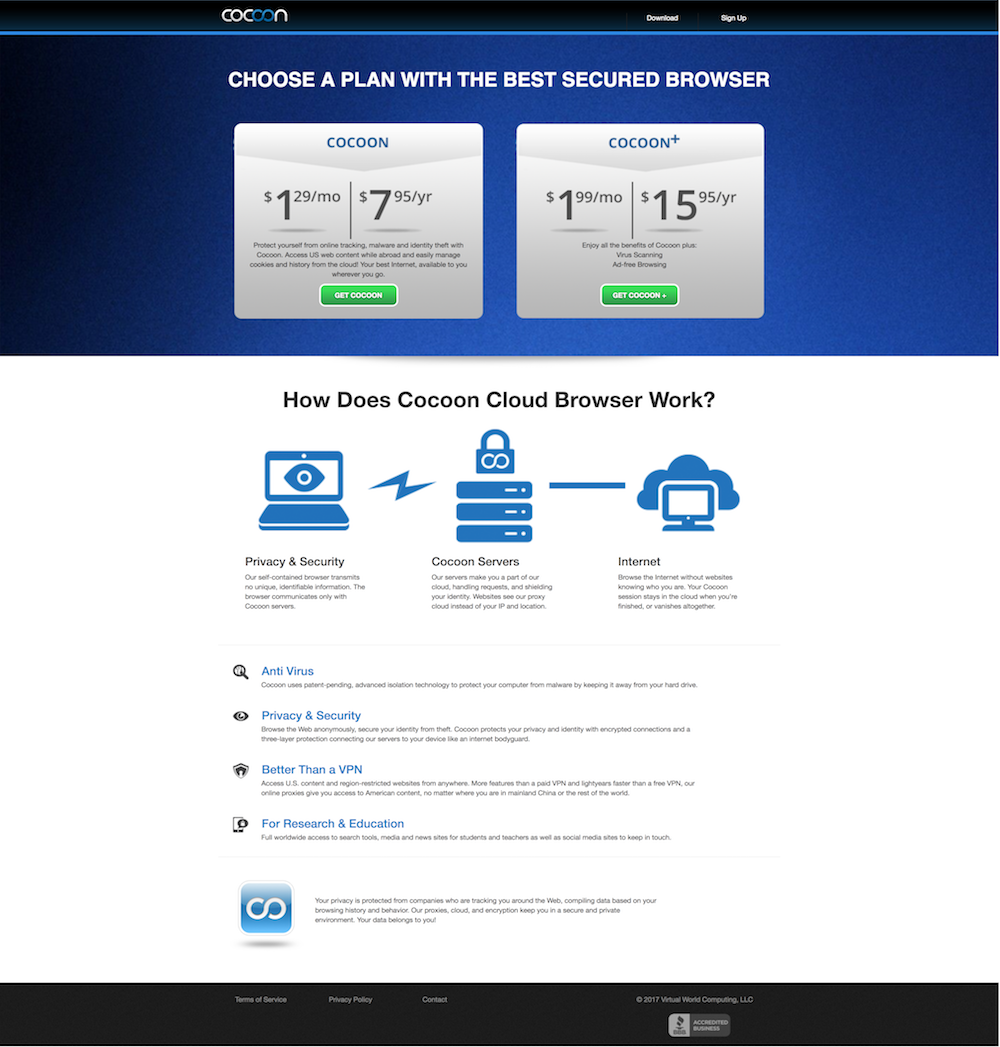 COCOON
Download
Sign Up
CHOOSE A PLAN WITH THE BEST SECURED BROWSER
COCOON
$129/mo $795/yr
Protect yourself from online tracking, malware and identity theft with
Cocoon. Access US web content while abroad and easily manage
cookies and history from the cloud! Your best Internet, available to you
wherever you go.
GET COCOON
COCOON+
$199/mo $1595/yr
Enjoy all the benefits of Cocoon plus:
Virus Scanning
Ad-free Browsing
GET COCOON +
How Does Cocoon Cloud Browser Work?
Privacy & Security
Our self-contained browser transmits
no unique, identifiable information. The
browser communicates only with
Cocoon servers.
Cocoon Servers
Our servers make you a part of our
cloud, handling requests, and shielding
your identity. Websites see our proxy
cloud instead of your IP and location.
Internet
Browse the Internet without websites
knowing who you are. Your Cocoon
session stays in the cloud when you're
finished, or vanishes altogether.
Anti Virus
Cocoon uses patent-pending, advanced isolation technology to protect your computer from malware by keeping it away from your hard drive.
Privacy & Security
Browse the Web anonymously, secure your identity from theft. Cocoon protects your privacy and identity with encrypted connections and a
three-layer protection connecting our servers to your device like an internet bodyguard.
Better Than a VPN
Access U.S. content and region-restricted websites from anywhere. More features than a paid VPN and lightyears faster than a free VPN, our
online proxies give you access to American content, no matter where you are in mainland China or the rest of the world.
For Research & Education
Full worldwide access to search tools, media and news sites for students and teachers as well as social media sites to keep in touch.
Your privacy is protected from companies who are tracking you around the Web, compiling data based on your
browsing history and behavior. Our proxies, cloud, and encryption keep you in a secure and private
environment. Your data belongs to you!
Terms of Service
Privacy Policy
Contact
© 2017 Virtual World Computing, LLC
BBB
ACCREDITED
BUSINESS